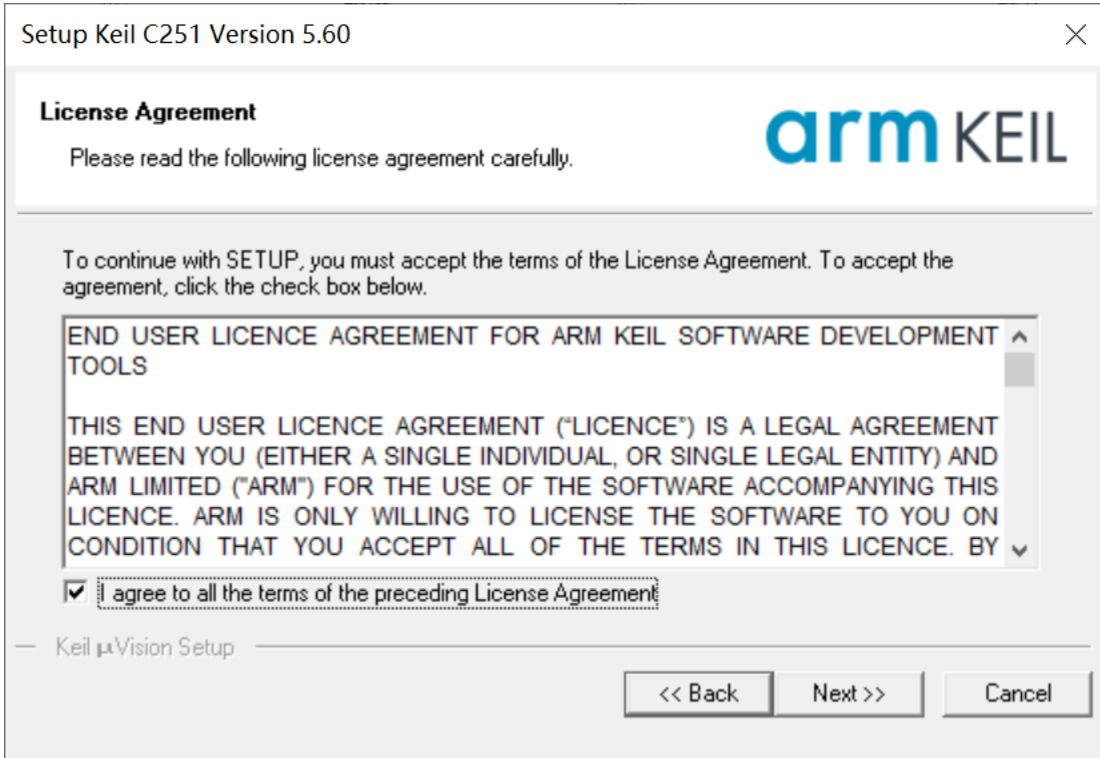 Setup Keil C251 Version 5.60
License Agreement
Please read the following license agreement carefully.
arm KEIL
To continue with SETUP, you must accept the terms of the License Agreement. To accept the
agreement, click the check box below.
END USER LICENCE AGREEMENT FOR ARM KEIL SOFTWARE DEVELOPMENT
TOOLS
THIS END USER LICENCE AGREEMENT (“LICENCE”) IS A LEGAL AGREEMENT
BETWEEN YOU (EITHER A SINGLE INDIVIDUAL, OR SINGLE LEGAL ENTITY) AND
ARM LIMITED ("ARM") FOR THE USE OF THE SOFTWARE ACCOMPANYING THIS
LICENCE. ARM IS ONLY WILLING TO LICENSE THE SOFTWARE TO YOU ON
CONDITION THAT YOU ACCEPT ALL OF THE TERMS IN THIS LICENCE. BY
I agree to all the terms of the preceding License Agreement
Keil µVision Setup
<< Back Next >> Cancel